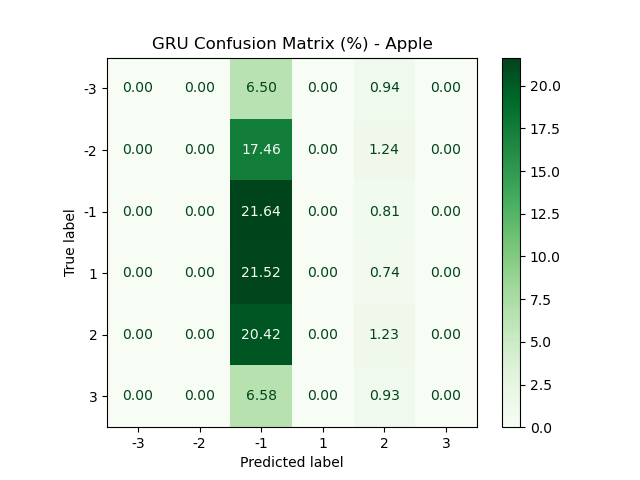 GRU Confusion Matrix (%) - Apple
-3 0.00 0.00 6.50 0.00 0.94 0.00
-2 0.00 0.00 17.46 0.00 1.24 0.00
-1 0.00 0.00 21.64 0.00 0.81 0.00
1 0.00 0.00 21.52 0.00 0.74 0.00
2 0.00 0.00 20.42 0.00 1.23 0.00
3 0.00 0.00 6.58 0.00 0.93 0.00
-3 -2 -1 1 2 3
True label
Predicted label
20.0
17.5
15.0
12.5
10.0
7.5
5.0
2.5
0.0